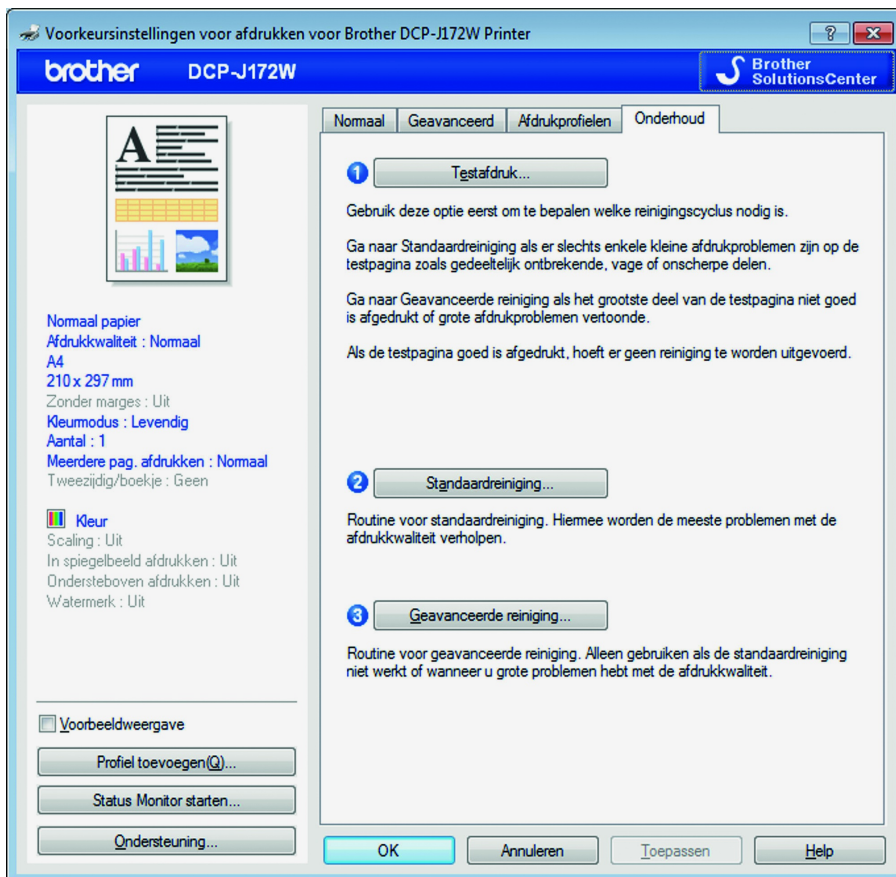 Voorkeursinstellingen voor afdrukken voor Brother DCP-J172W Printer
brother DCP-J172W
Brother
SolutionsCenter
A
Normaal papier
Afdrukkwaliteit : Normaal
A4
210 x 297 mm
Zonder marges : Uit
Kleurmodus : Levendig
Aantal : 1
Meerdere pag. afdrukken : Normaal
Tweezijdig/boekje : Geen
Kleur
Scaling : Uit
In spiegelbeeld afdrukken : Uit
Ondersteboven afdrukken : Uit
Watermerk : Uit
Voorbeeldweergave
Profiel toevoegen(Q)...
Status Monitor starten...
Ondersteuning...
Normaal Geavanceerd Afdrukprofielen Onderhoud
1 Testafdruk...
Gebruik deze optie eerst om te bepalen welke reinigingscyclus nodig is.
Ga naar Standaardreiniging als er slechts enkele kleine afdrukproblemen zijn op de
testpagina zoals gedeeltelijk ontbrekende, vage of onscherpe delen.
Ga naar Geavanceerde reiniging als het grootste deel van de testpagina niet goed
is afgedrukt of grote afdrukproblemen vertoonde.
Als de testpagina goed is afgedrukt, hoeft er geen reiniging te worden uitgevoerd.
2 Standaardreiniging...
Routine voor standaardreiniging. Hiermee worden de meeste problemen met de
afdrukkwaliteit verholpen.
3 Geavanceerde reiniging...
Routine voor geavanceerde reiniging. Alleen gebruiken als de standaardreiniging
niet werkt of wanneer u grote problemen hebt met de afdrukkwaliteit.
OK Annuleren Toepassen Help